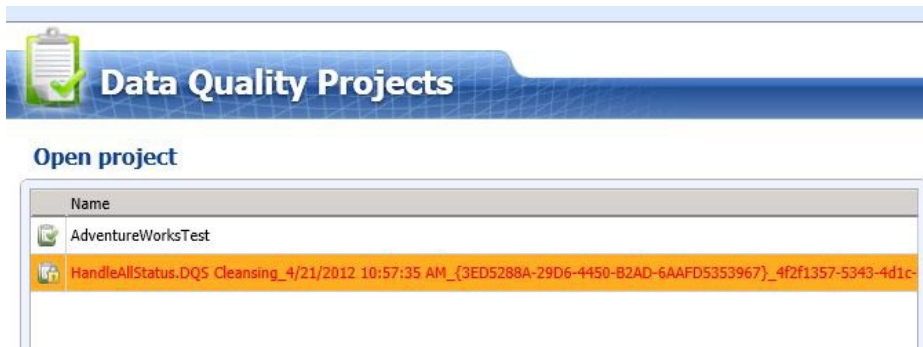 Data Quality Projects
Open project
Name
AdventureWorksTest
HandleAllStatus.DQS Cleansing_4/21/2012 10:57:35 AM_{3ED5288A-29D6-4450-B2AD-6AAFD5353967}_4f2f1357-5343-4d1c-